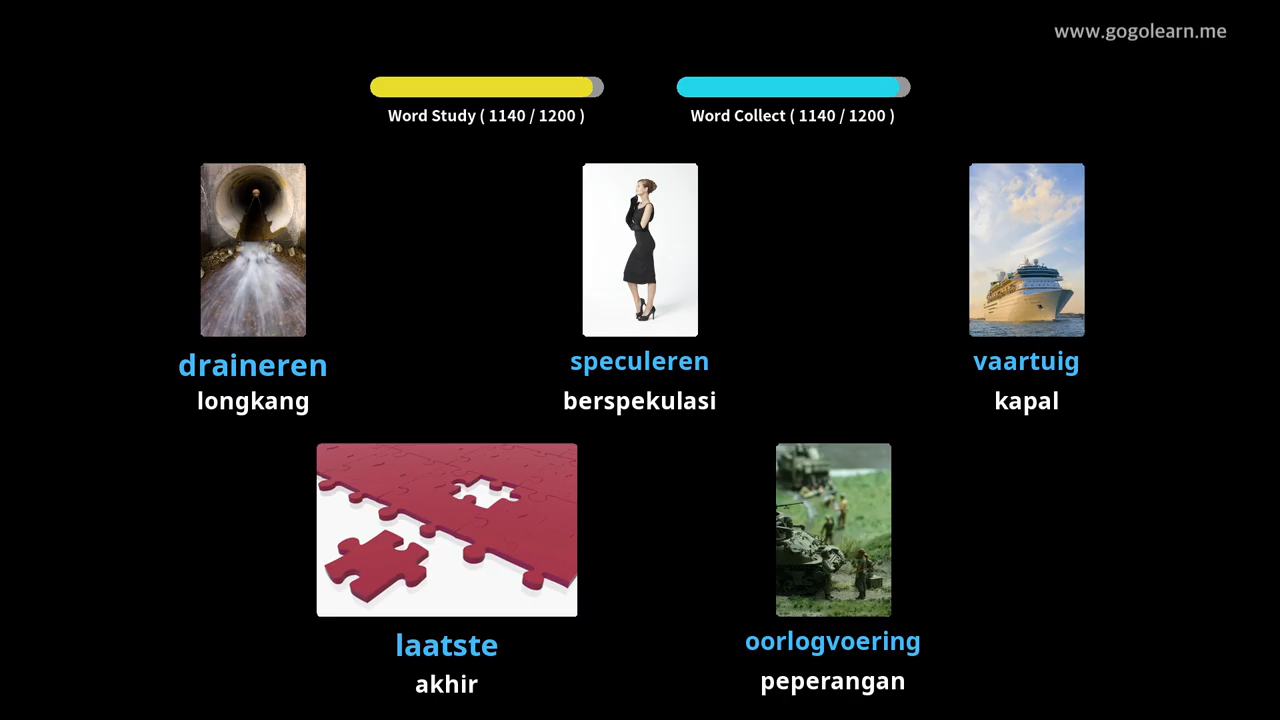 www.gogolearn.me
Word Study ( 1140 / 1200 )
Word Collect ( 1140 / 1200 )
draineren
longkang
speculeren
berspekulasi
vaartuig
kapal
laatste
akhir
oorlogvoering
peperangan